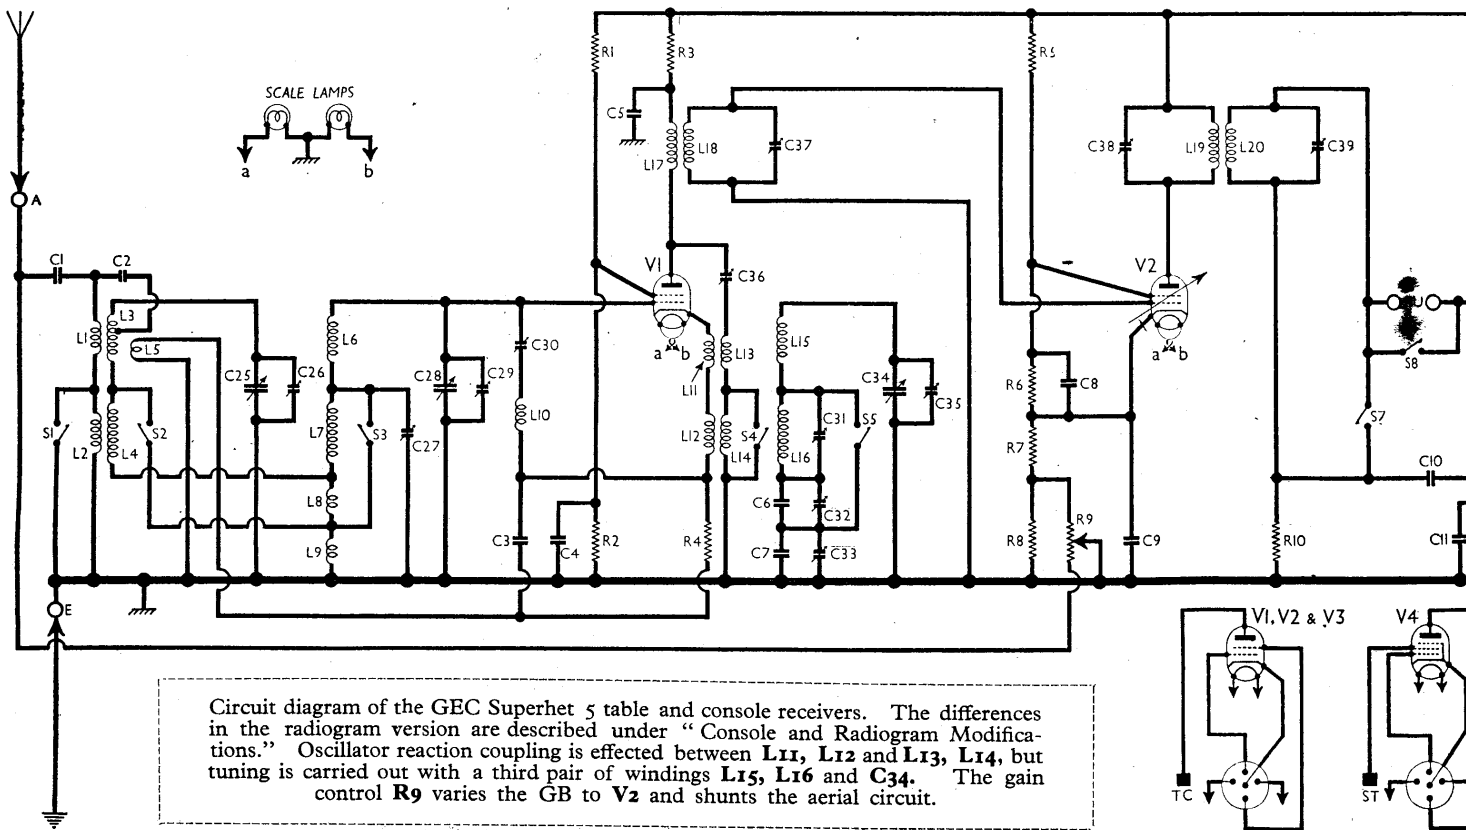 SCALE LAMPS
a
b
A
C1
C2
L1
L3
L5
S1
L2
L4
S2
C25
C26
L6
L7
L8
L9
S3
C27
C28
C29
C30
L10
C3
C4
R1
R2
R3
C5
L17
L18
C37
V1
a b
C36
L11
L13
L12
L14
S4
R4
L15
L16
C31
S5
C6
C32
C7
C33
C34
C35
R5
R6
C8
R7
R8
R9
C9
C38
L19
L20
C39
V2
a b
S8
S7
C10
R10
C11
E
V1, V2 & V3
V4
TC
ST
Circuit diagram of the GEC Superhet 5 table and console receivers. The differences
in the radiogram version are described under “Console and Radiogram Modifica-
tions.” Oscillator reaction coupling is effected between L11, L12 and L13, L14, but
tuning is carried out with a third pair of windings L15, L16 and C34. The gain
control R9 varies the GB to V2 and shunts the aerial circuit.